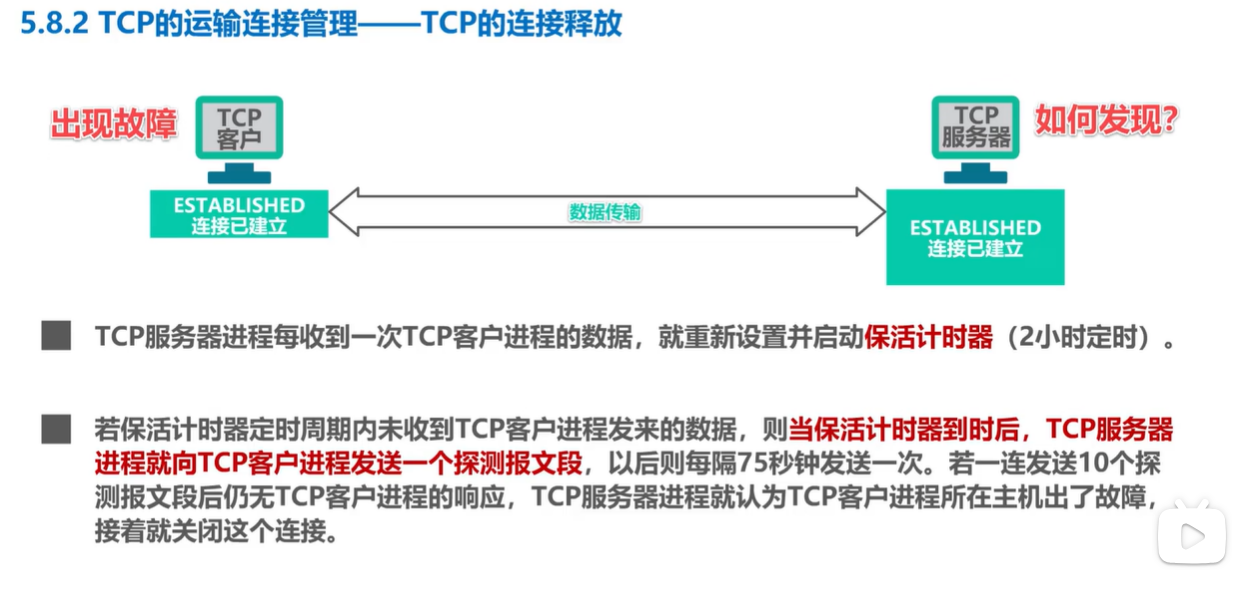 5.8.2 TCP的运输连接管理——TCP的连接释放
出现故障
TCP
客户
TCP
服务器
如何发现?
ESTABLISHED
连接已建立
数据传输
ESTABLISHED
连接已建立
TCP服务器进程每收到一次TCP客户进程的数据，就重新设置并启动保活计时器（2小时定时）。
若保活计时器定时周期内未收到TCP客户进程发来的数据，则当保活计时器到时后，TCP服务器
进程就向TCP客户进程发送一个探测报文段，以后则每隔75秒钟发送一次。若一连发送10个探
测报文段后仍无TCP客户进程的响应，TCP服务器进程就认为TCP客户进程所在主机出了故障，
接着就关闭这个连接。